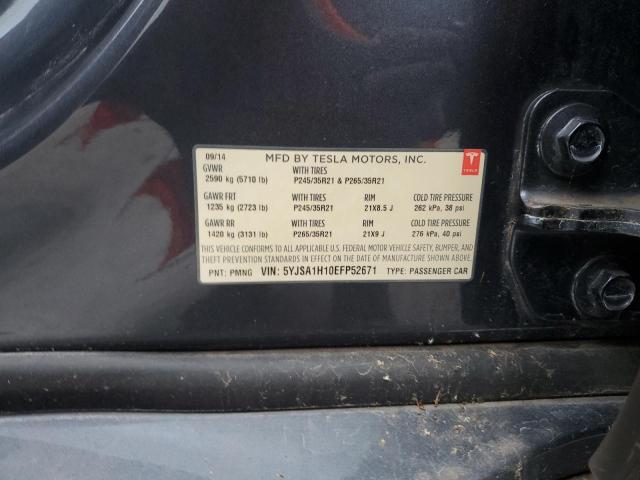 09/14 MFD BY TESLA MOTORS, INC. TESLA
GVWR WITH TIRES
2590 kg (5710 lb) P245/35R21 & P265/35R21
GAWR FRT WITH TIRES RIM COLD TIRE PRESSURE
1235 kg (2723 lb) P245/35R21 21X8.5 J 262 kPa, 38 psi
GAWR RR WITH TIRES RIM COLD TIRE PRESSURE
1420 kg (3131 lb) P265/35R21 21X9 J 276 kPa, 40 psi
THIS VEHICLE CONFORMS TO ALL APPLICABLE U.S. FEDERAL MOTOR VEHICLE SAFETY, BUMPER, AND
THEFT PREVENTION STANDARDS IN EFFECT ON THE DATE OF MANUFACTURE SHOWN ABOVE.
PNT: PMNG VIN: 5YJSA1H10EFP52671 TYPE: PASSENGER CAR